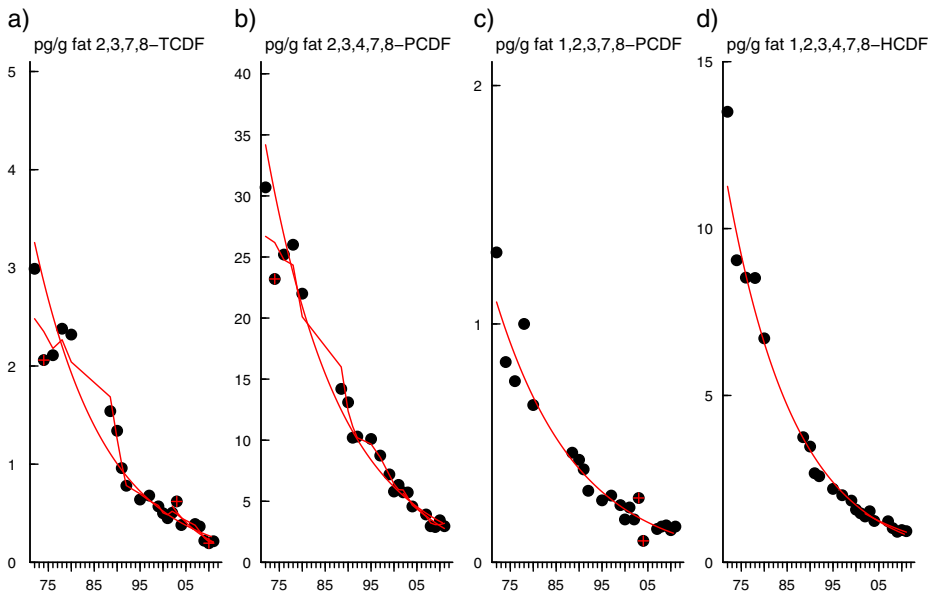 a)
pg/g fat 2,3,7,8–TCDF
5
4
3
2
1
0
75 85 95 05
b)
pg/g fat 2,3,4,7,8–PCDF
40
35
30
25
20
15
10
5
0
75 85 95 05
c)
pg/g fat 1,2,3,7,8–PCDF
2
1
0
75 85 95 05
d)
pg/g fat 1,2,3,4,7,8–HCDF
15
10
5
0
75 85 95 05